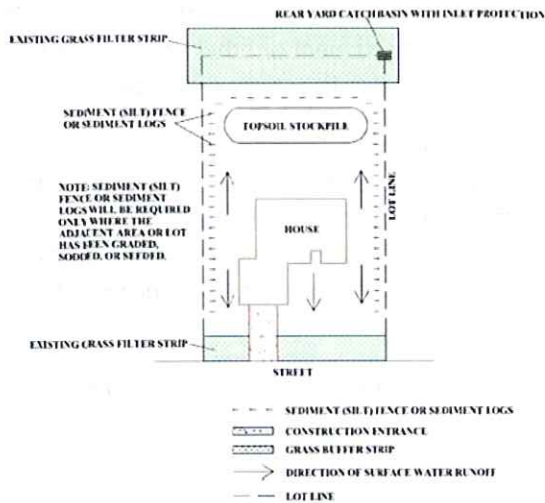 REAR YARD CATCH BASIN WITH INLET PROTECTION
EXISTING GRASS FILTER STRIP
SEDIMENT (SILT) FENCE
OR SEDIMENT LOGS
TOPSOIL STOCKPILE
NOTE: SEDIMENT (SILT)
FENCE OR SEDIMENT
LOGS WILL BE REQUIRED
ONLY WHERE THE
ADJACENT AREA OR LOT
HAS BEEN GRADED,
SODDED, OR SEEDED.
HOUSE
LOT LINE
EXISTING GRASS FILTER STRIP
STREET
SEDIMENT (SILT) FENCE OR SEDIMENT LOGS
CONSTRUCTION ENTRANCE
GRASS BUFFER STRIP
DIRECTION OF SURFACE WATER RUNOFF
LOT LINE